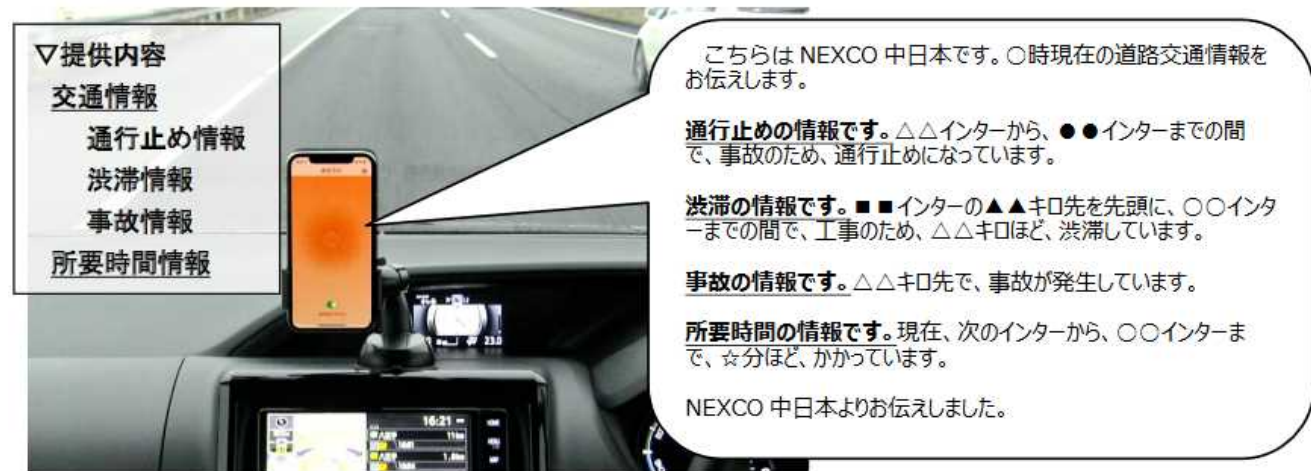 ▽提供内容
交通情報
通行止め情報
渋滞情報
事故情報
所要時間情報
こちらは NEXCO 中日本です。○時現在の道路交通情報を
お伝えします。
通行止めの情報です。△△インターから、●●インターまでの間
で、事故のため、通行止めになっています。
渋滞の情報です。■■インターの▲▲キロ先を先頭に、○○インタ
ーまでの間で、工事のため、△△キロほど、渋滞しています。
事故の情報です。△△キロ先で、事故が発生しています。
所要時間の情報です。現在、次のインターから、○○インターま
で、☆分ほど、かかっています。
NEXCO 中日本よりお伝えしました。
23.0
16:21